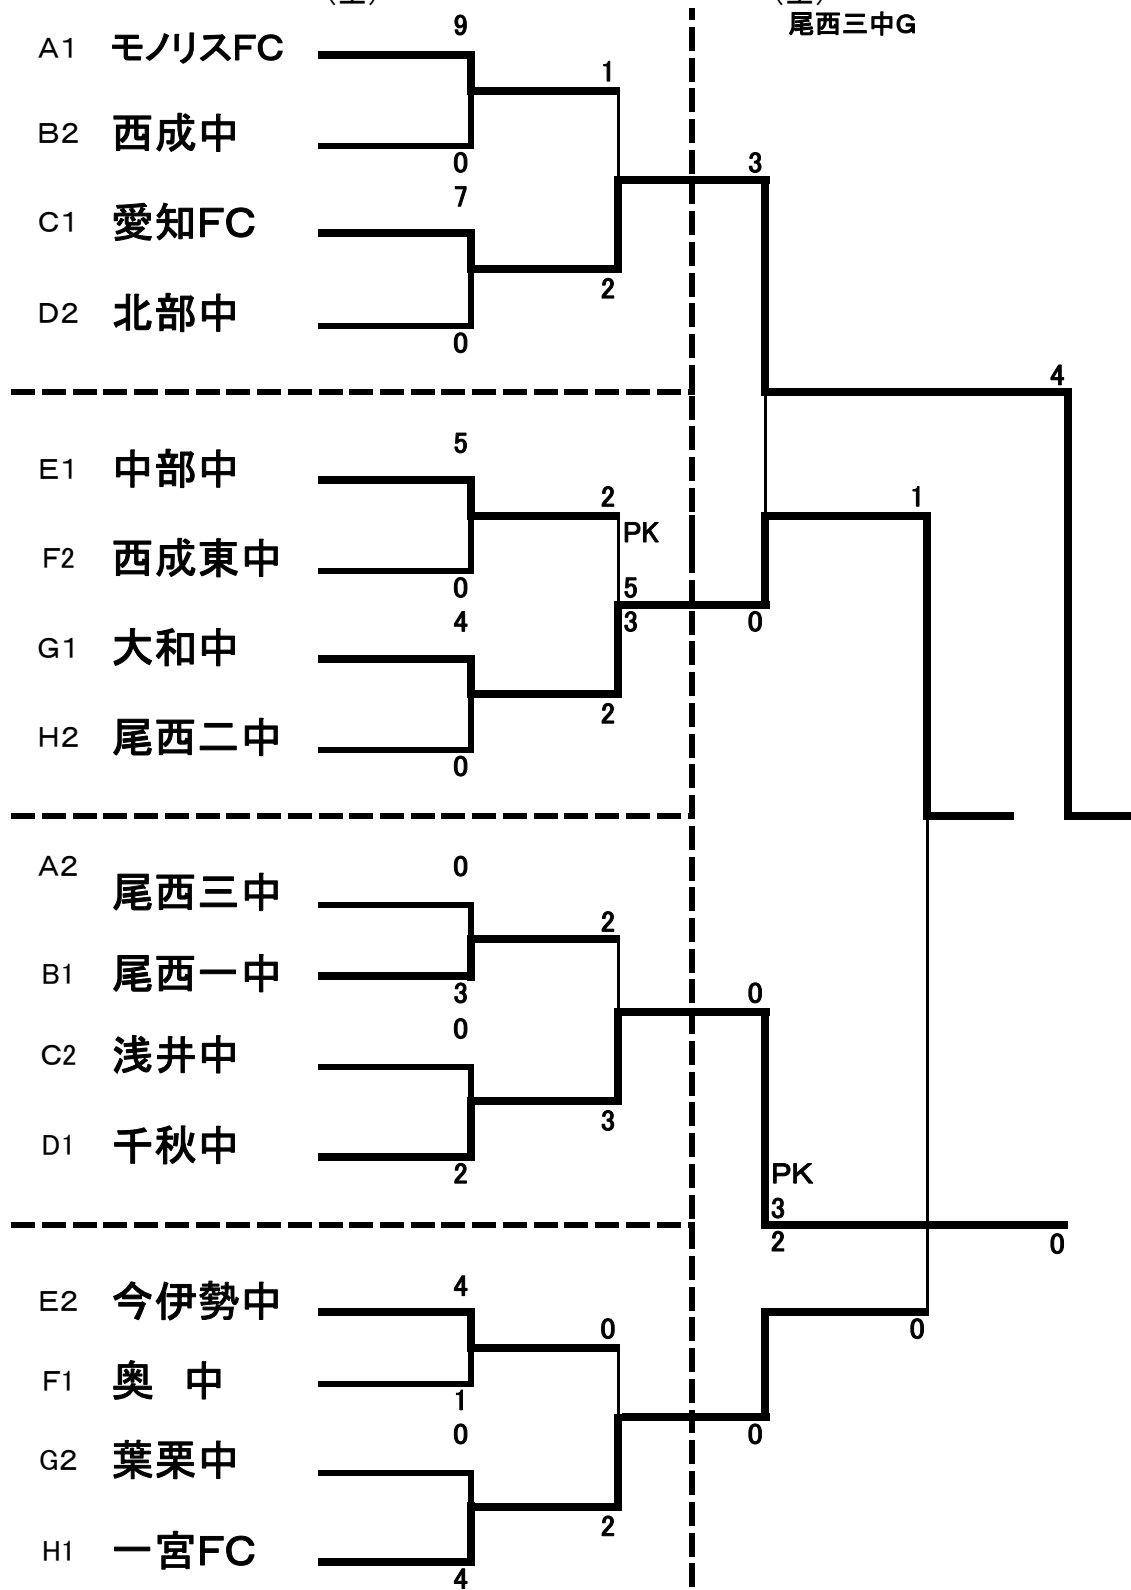 尾西三中G
9
A1 モノリスFC
1
B2 西成中
0
3
7
C1 愛知FC
2
D2 北部中
0
4
5
E1 中部中
2
1
PK
F2 西成東中
0
5
4
3
0
G1 大和中
2
H2 尾西二中
0
A2
0
尾西三中
2
B1 尾西一中
3
0
0
C2 浅井中
3
D1 千秋中
2
PK
3
2
0
E2 今伊勢中
4
0
0
F1 奥 中
1
0
0
G2 葉栗中
2
H1 一宮FC
4